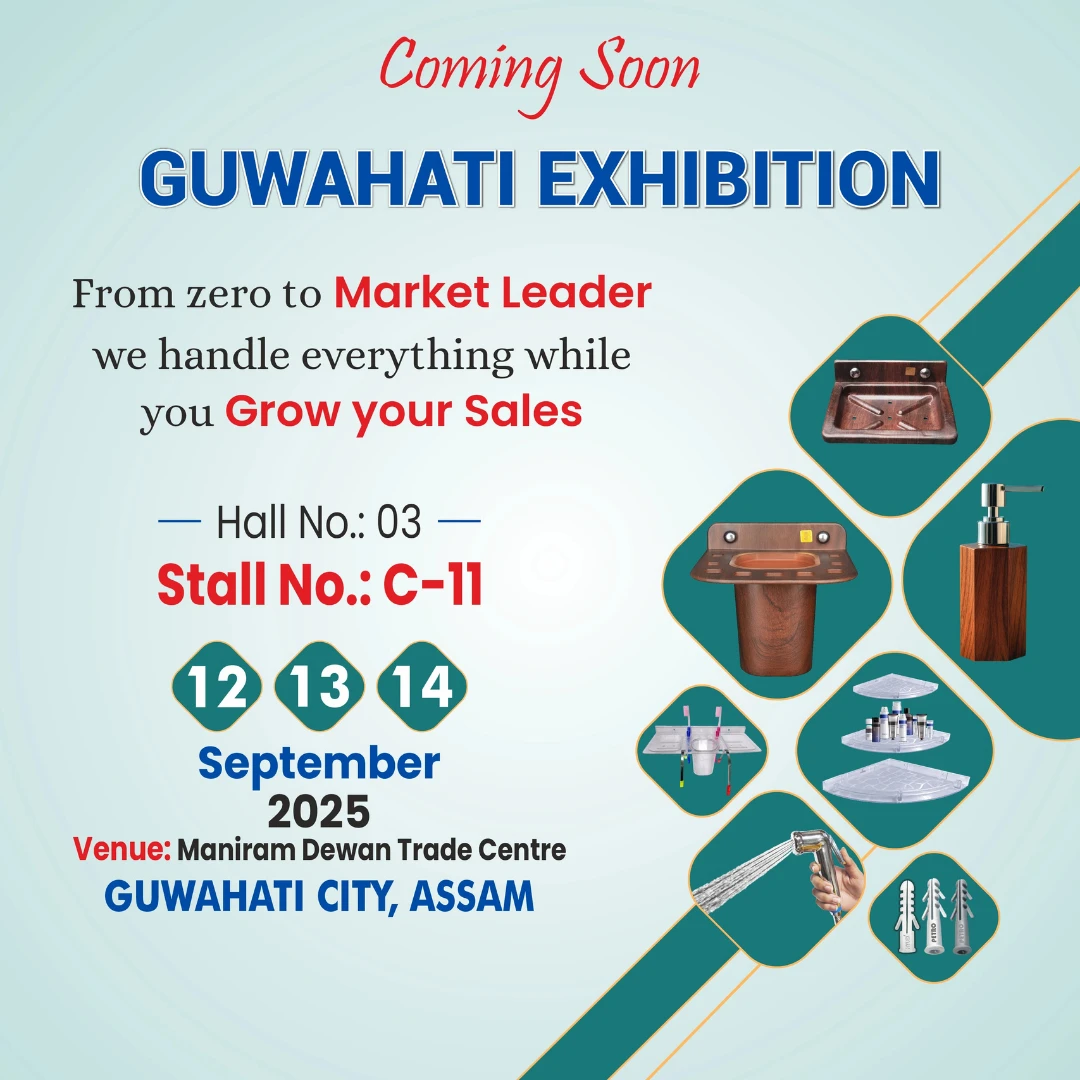 Coming Soon
GUWAHATI EXHIBITION
From zero to Market Leader
we handle everything while
you Grow your Sales
Hall No.: 03
Stall No.: C-11
12 13 14
September
2025
Venue: Maniram Dewan Trade Centre
GUWAHATI CITY, ASSAM
PETRO